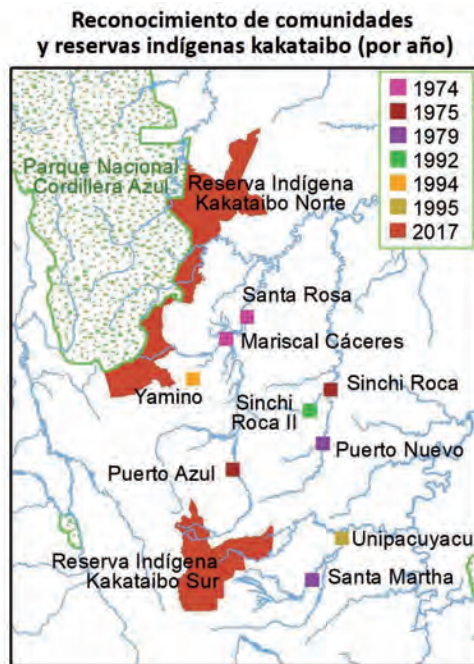 Reconocimiento de comunidades
y reservas indígenas kakataibo (por año)
1974
1975
1979
1992
1994
1995
2017
Parque Nacional
Cordillera Azul
Reserva Indígena
Kakataibo Norte
Santa Rosa
Mariscal Cáceres
Yamino
Sinchi Roca
Sinchi
Roca II
Puerto Nuevo
Puerto Azul
Unipacuyacu
Reserva Indígena
Kakataibo Sur
Santa Martha